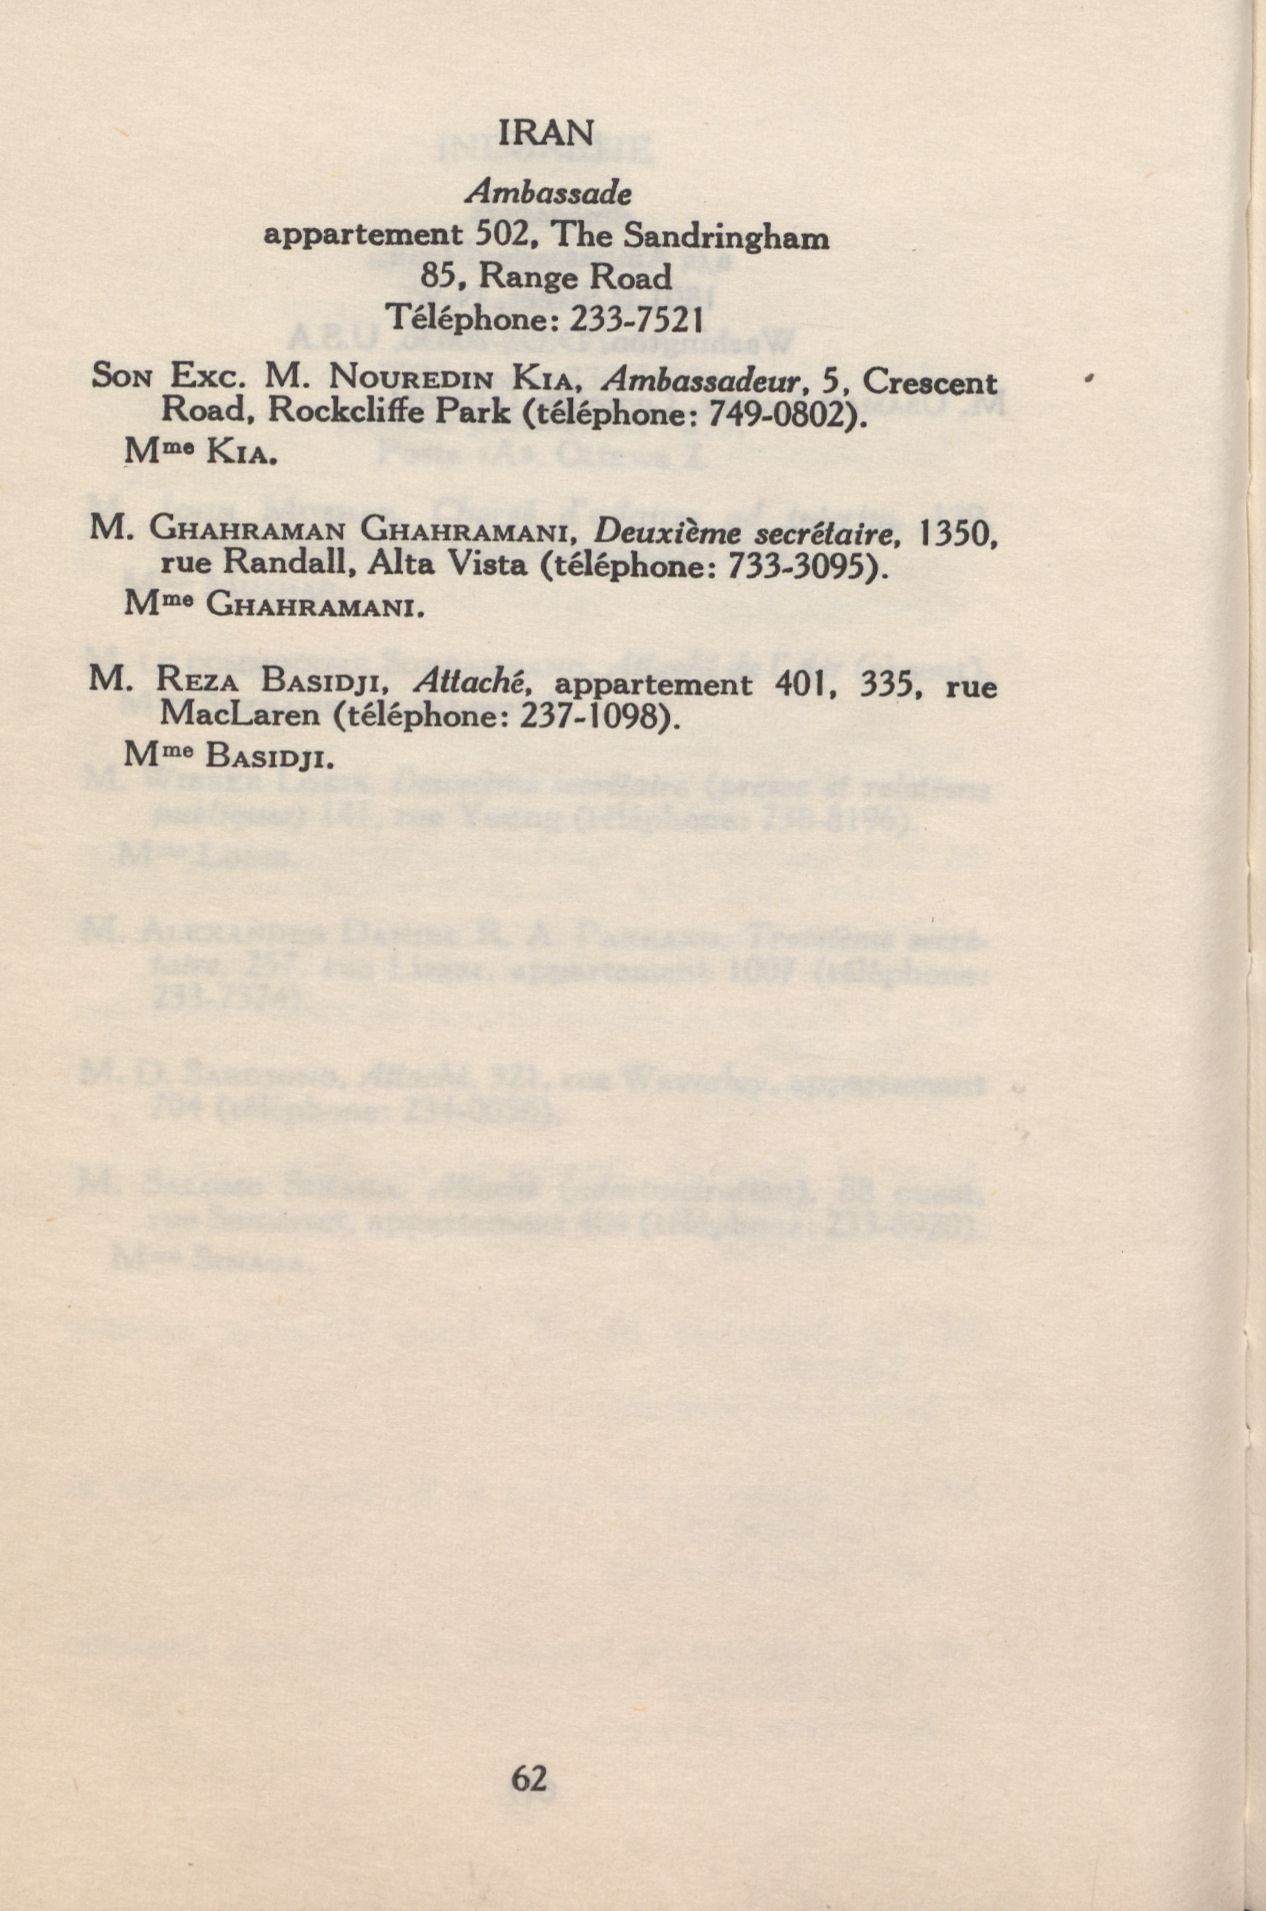 IRAN
Ambassade
appartement 502, The Sandringham
85, Range Road
Téléphone: 233-7521
SON EXC. M. NOUREDIN KIA, Ambassadeur, 5, Crescent
Road, Rockcliffe Park (téléphone: 749-0802).
Mme KIA.
M. GHAHRAMAN GHAHRAMANI, Deuxième secrétaire, 1350,
rue Randall, Alta Vista (téléphone: 733-3095).
Mme GHAHRAMANI.
M. REZA BASIDJI, Attaché, appartement 401, 335, rue
MacLaren (téléphone: 237-1098).
Mme BASIDJI.
62